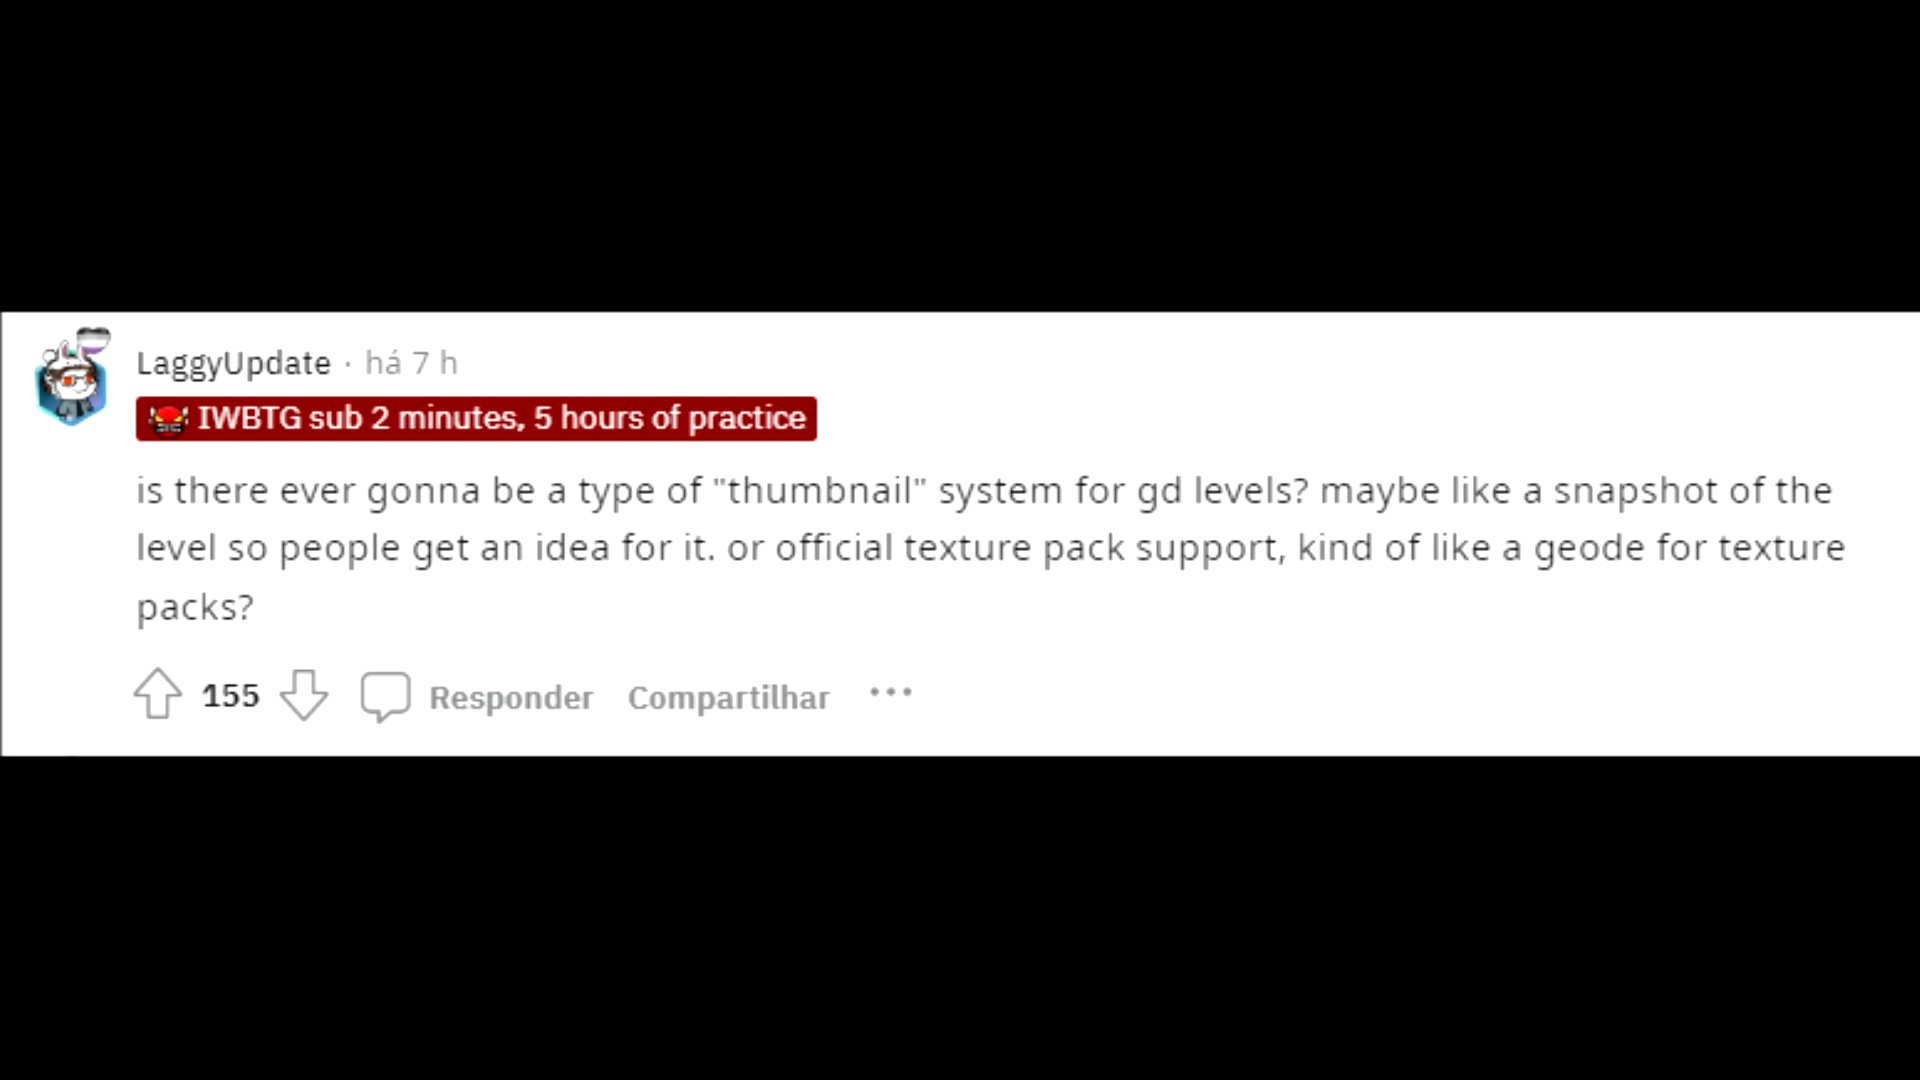 LaggyUpdate · há 7 h
IWBTG sub 2 minutes, 5 hours of practice
is there ever gonna be a type of "thumbnail" system for gd levels? maybe like a snapshot of the
level so people get an idea for it. or official texture pack support, kind of like a geode for texture
packs?
155 Responder Compartilhar ...